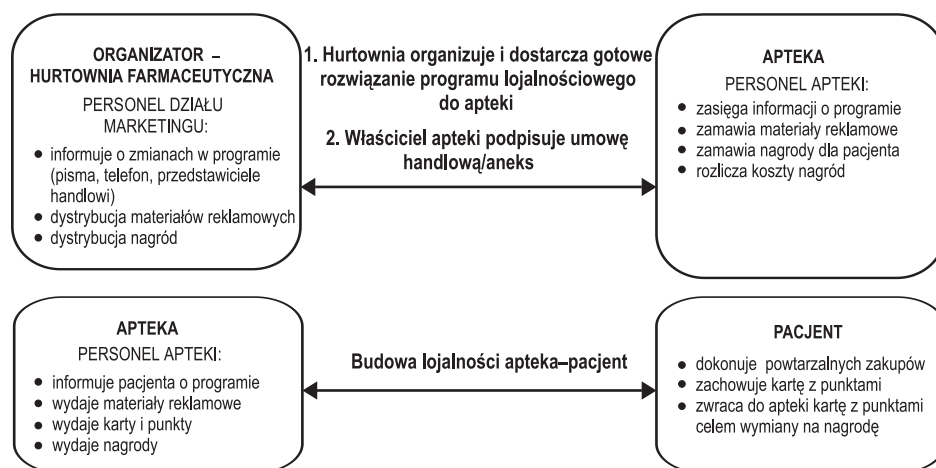 ORGANIZATOR –
HURTOWNIA FARMACEUTYCZNA
PERSONEL DZIAŁU
MARKETINGU:
• informuje o zmianach w programie
(pisma, telefon, przedstawiciele
handlowi)
• dystrybucja materiałów reklamowych
• dystrybucja nagród
1. Hurtownia organizuje i dostarcza gotowe
rozwiązanie programu lojalnościowego
do apteki
2. Właściciel apteki podpisuje umowę
handlową/aneks
APTEKA
PERSONEL APTEKI:
• zasięga informacji o programie
• zamawia materiały reklamowe
• zamawia nagrody dla pacjenta
• rozlicza koszty nagród
APTEKA
PERSONEL APTEKI:
• informuje pacjenta o programie
• wydaje materiały reklamowe
• wydaje karty i punkty
• wydaje nagrody
Budowa lojalności apteka–pacjent
PACJENT
• dokonuje powtarzalnych zakupów
• zachowuje kartę z punktami
• zwraca do apteki kartę z punktami
celem wymiany na nagrodę